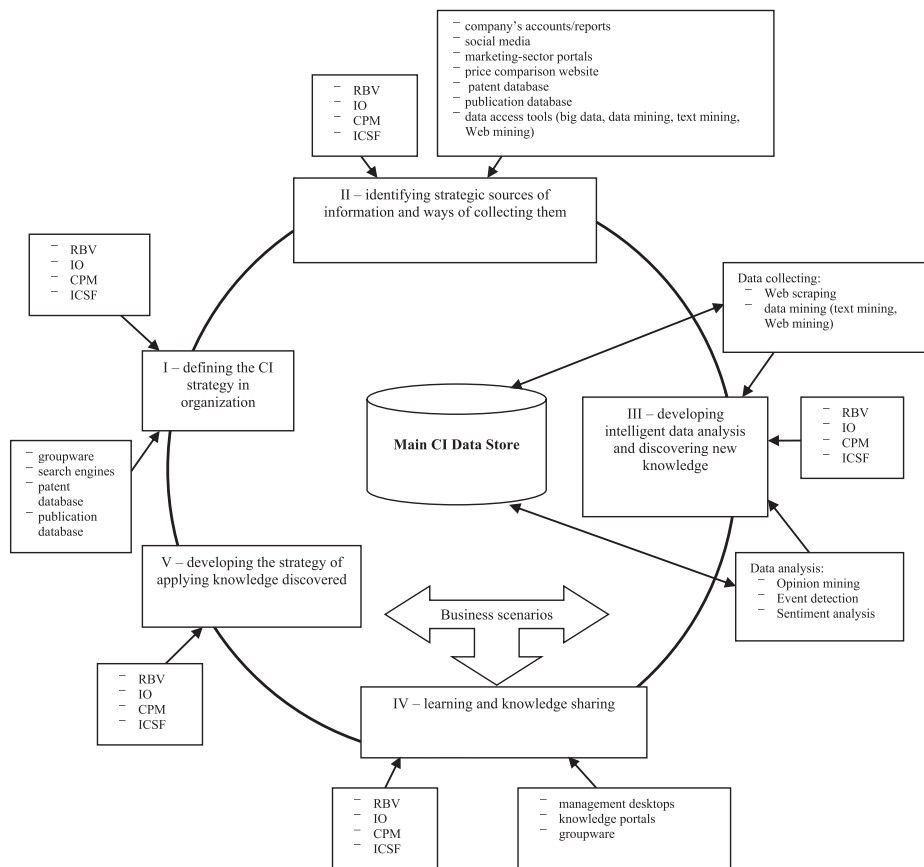 – company's accounts/reports
– social media
– marketing-sector portals
– price comparison website
– patent database
– publication database
– data access tools (big data, data mining, text mining,
Web mining)
– RBV
– IO
– CPM
– ICSF
II – identifying strategic sources of
information and ways of collecting them
– RBV
– IO
– CPM
– ICSF
Data collecting:
– Web scraping
– data mining (text mining,
Web mining)
I – defining the CI
strategy in
organization
Main CI Data Store
III – developing
intelligent data analysis
and discovering new
knowledge
– RBV
– IO
– CPM
– ICSF
– groupware
– search engines
– patent
database
– publication
database
V – developing the strategy of
applying knowledge discovered
Data analysis:
– Opinion mining
– Event detection
– Sentiment analysis
Business scenarios
– RBV
– IO
– CPM
– ICSF
IV – learning and knowledge sharing
– RBV
– IO
– CPM
– ICSF
– management desktops
– knowledge portals
– groupware